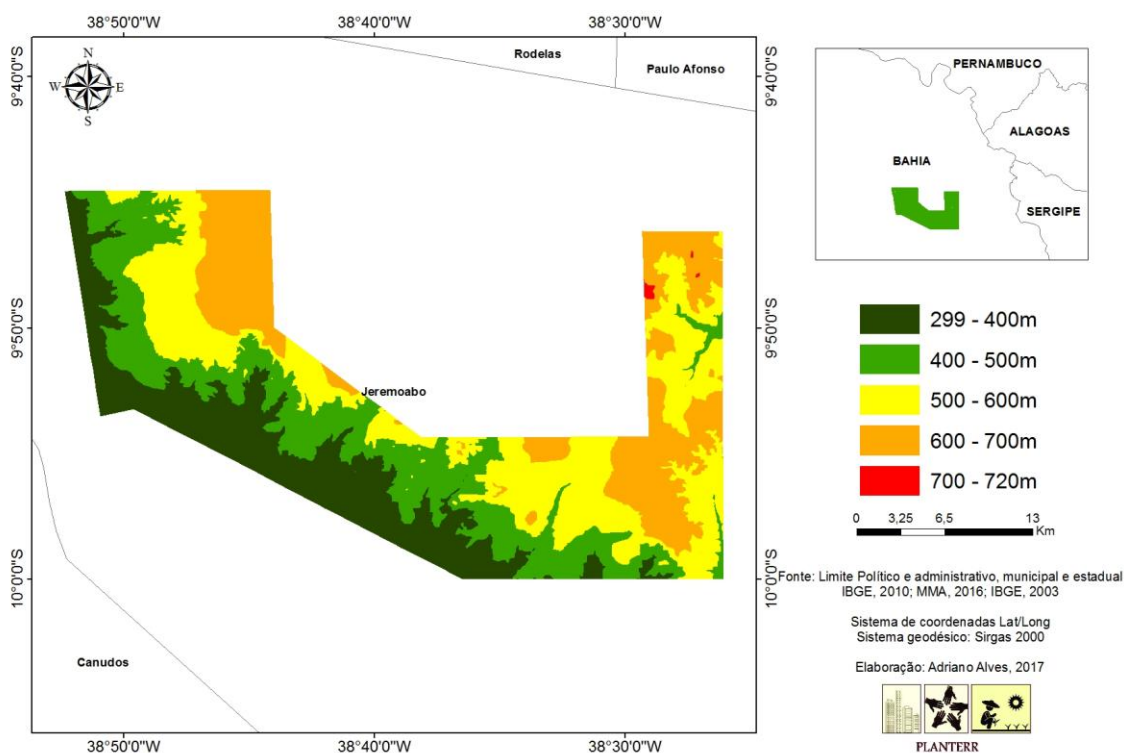 38°50'0"W 38°40'0"W 38°30'0"W
9°40'0"S
9°50'0"S
10°0'0"S
N
W E
S
Rodelas
Paulo Afonso
Jeremoabo
Canudos
9°40'0"S
9°50'0"S
10°0'0"S
38°50'0"W 38°40'0"W 38°30'0"W
PERNAMBUCO
ALAGOAS
BAHIA
SERGIPE
299 - 400m
400 - 500m
500 - 600m
600 - 700m
700 - 720m
0 3,25 6,5 13
Km
Fonte: Limite Político e administrativo, municipal e estadual
IBGE, 2010; MMA, 2016; IBGE, 2003
Sistema de coordenadas Lat/Long
Sistema geodésico: Sirgas 2000
Elaboração: Adriano Alves, 2017
PLANTERR